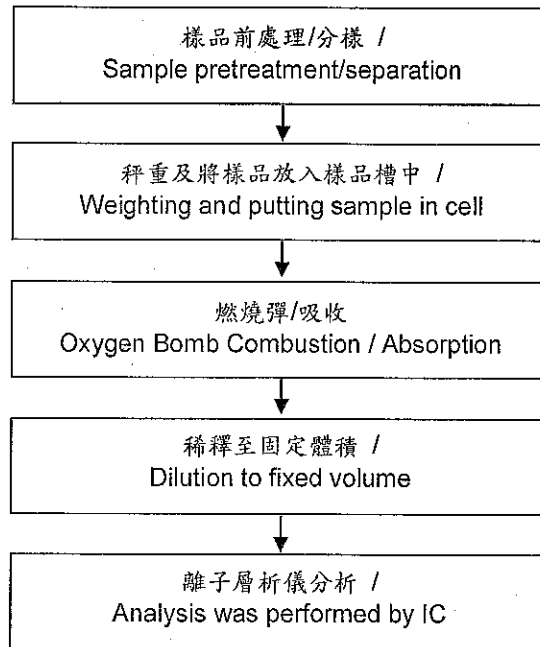 樣品前處理/分樣 /
Sample pretreatment/separation
秤重及將樣品放入樣品槽中 /
Weighting and putting sample in cell
燃燒彈/吸收
Oxygen Bomb Combustion / Absorption
稀釋至固定體積 /
Dilution to fixed volume
離子層析儀分析 /
Analysis was performed by IC